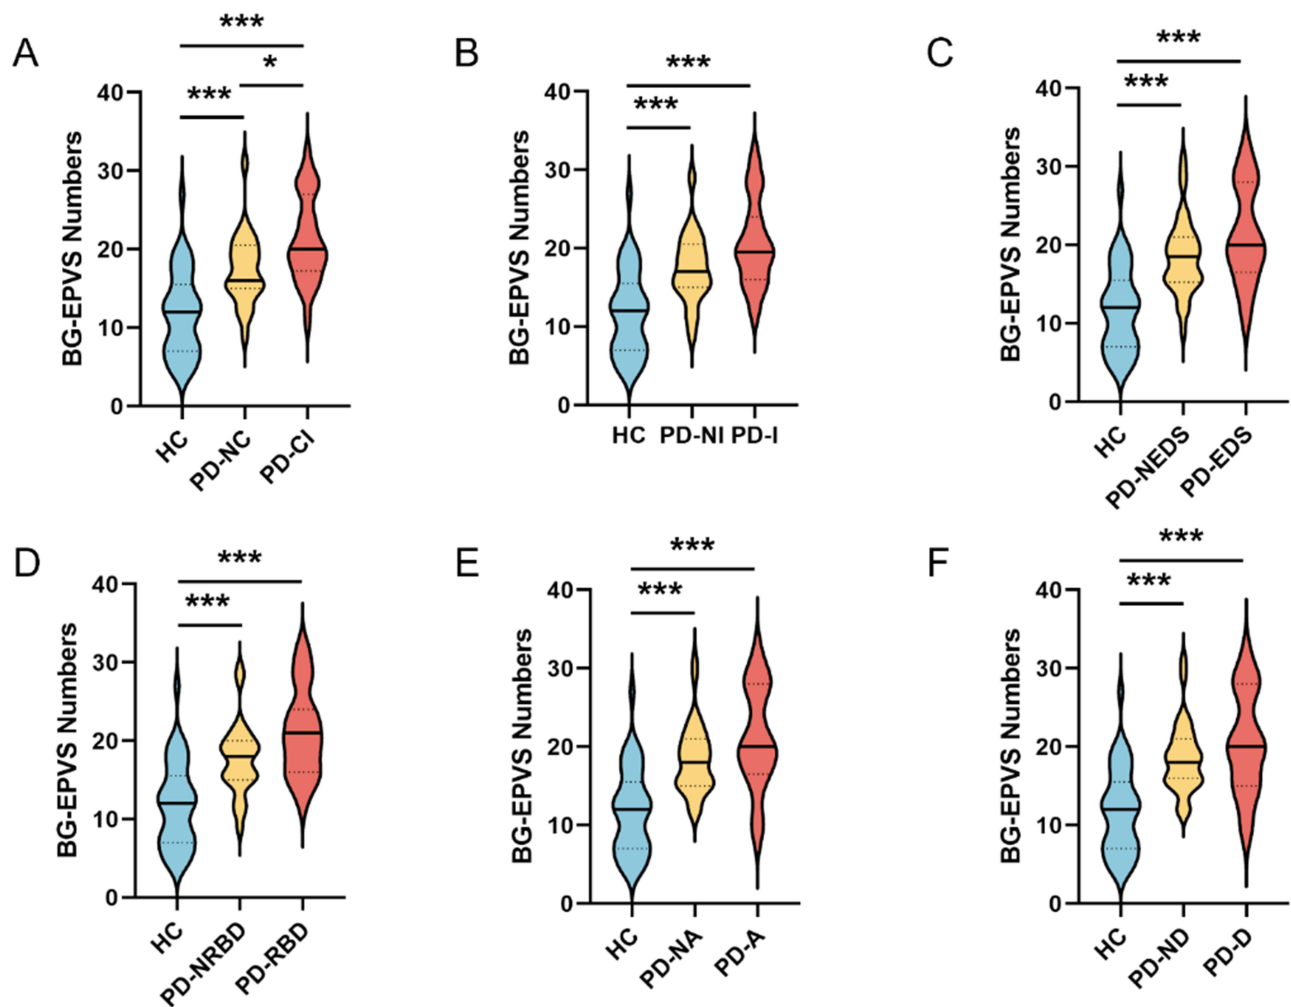 A
***
*
***
BG-EPVS Numbers
40
30
20
10
0
HC
PD-NC
PD-CI
B
***
***
BG-EPVS Numbers
40
30
20
10
0
HC PD-NI PD-I
C
***
***
BG-EPVS Numbers
40
30
20
10
0
HC
PD-NEDS
PD-EDS
D
***
***
BG-EPVS Numbers
40
30
20
10
0
HC
PD-NRBD
PD-RBD
E
***
***
BG-EPVS Numbers
40
30
20
10
0
HC
PD-NA
PD-A
F
***
***
BG-EPVS Numbers
40
30
20
10
0
HC
PD-ND
PD-D